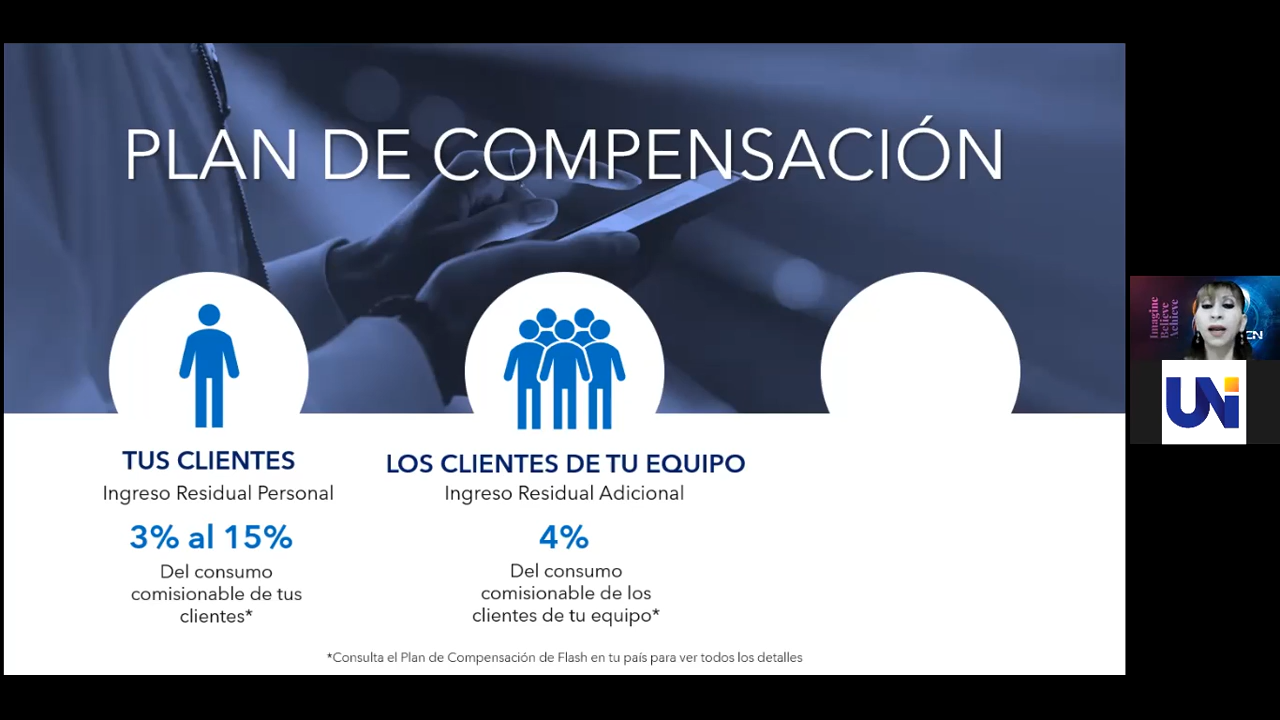 PLAN DE COMPENSACIÓN
TUS CLIENTES
Ingreso Residual Personal
3% al 15%
Del consumo
comisionable de tus
clientes*
LOS CLIENTES DE TU EQUIPO
Ingreso Residual Adicional
4%
Del consumo
comisionable de los
clientes de tu equipo*
*Consulta el Plan de Compensación de Flash en tu país para ver todos los detalles
Imagine
Believe
Achieve
CN
UNi